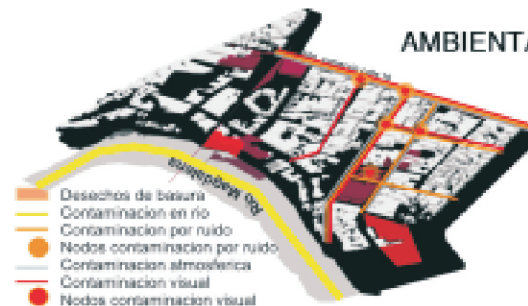 AMBIENTA
Rio Magdalena
Desechos de basura
Contaminacion en rio
Contaminacion por ruido
Nodos contaminacion por ruido
Contaminacion atmosferica
Contaminacion visual
Nodos contaminacion visual